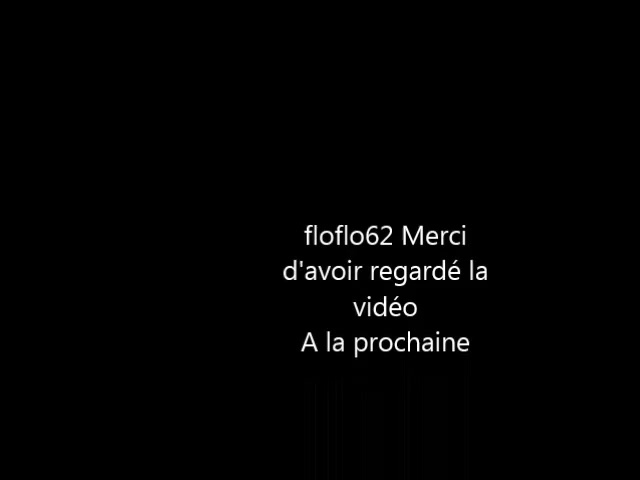 floflo62 Merci
d'avoir regardé la
vidéo
A la prochaine